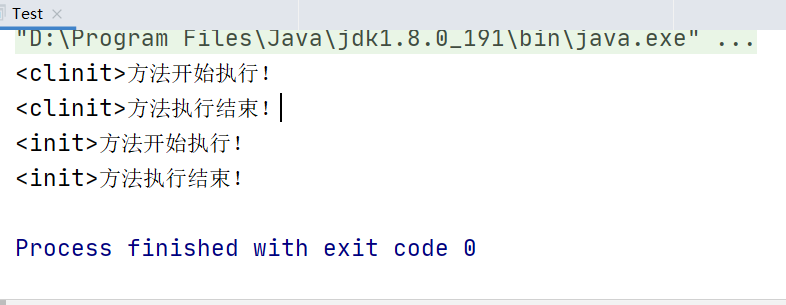 Test
"D:\Program Files\Java\jdk1.8.0_191\bin\java.exe" ...
<clinit>方法开始执行!
<clinit>方法执行结束!
<init>方法开始执行!
<init>方法执行结束!
Process finished with exit code 0